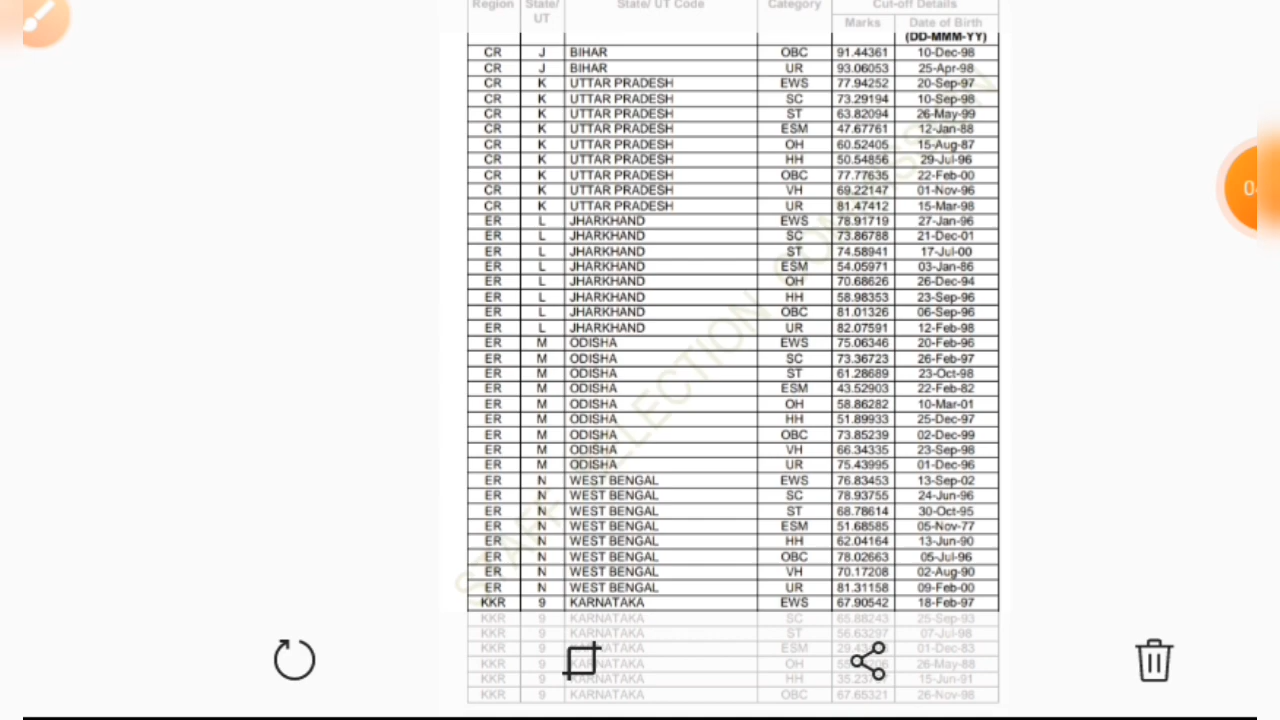 Region State/ UT State/ UT Code Category Cut-off Details
Marks Date of Birth
(DD-MMM-YY)
CR J BIHAR OBC 91.44361 10-Dec-98
CR J BIHAR UR 93.06053 25-Apr-98
CR K UTTAR PRADESH EWS 77.94252 20-Sep-97
CR K UTTAR PRADESH SC 73.29194 10-Sep-98
CR K UTTAR PRADESH ST 63.82094 26-May-99
CR K UTTAR PRADESH ESM 47.67761 12-Jan-88
CR K UTTAR PRADESH OH 60.52405 15-Aug-87
CR K UTTAR PRADESH HH 50.54856 29-Jul-96
CR K UTTAR PRADESH OBC 77.77635 22-Feb-00
CR K UTTAR PRADESH VH 69.22147 01-Nov-96
CR K UTTAR PRADESH UR 81.47412 15-Mar-98
ER L JHARKHAND EWS 78.91719 27-Jan-96
ER L JHARKHAND SC 73.86788 21-Dec-01
ER L JHARKHAND ST 74.58941 17-Jul-00
ER L JHARKHAND ESM 54.05971 03-Jan-86
ER L JHARKHAND OH 70.68626 26-Dec-94
ER L JHARKHAND HH 58.98353 23-Sep-96
ER L JHARKHAND OBC 81.01326 06-Sep-96
ER L JHARKHAND UR 82.07591 12-Feb-98
ER M ODISHA EWS 75.06346 20-Feb-96
ER M ODISHA SC 73.36723 26-Feb-97
ER M ODISHA ST 61.28689 23-Oct-98
ER M ODISHA ESM 43.52903 22-Feb-82
ER M ODISHA OH 58.86282 10-Mar-01
ER M ODISHA HH 51.89933 25-Dec-97
ER M ODISHA OBC 73.85239 02-Dec-99
ER M ODISHA VH 66.34335 23-Sep-98
ER M ODISHA UR 75.43995 01-Dec-96
ER N WEST BENGAL EWS 76.83453 13-Sep-02
ER N WEST BENGAL SC 78.93755 24-Jun-96
ER N WEST BENGAL ST 68.78614 30-Oct-95
ER N WEST BENGAL ESM 51.68585 05-Nov-77
ER N WEST BENGAL HH 62.04164 13-Jun-90
ER N WEST BENGAL OBC 78.02663 05-Jul-96
ER N WEST BENGAL VH 70.17208 02-Aug-90
ER N WEST BENGAL UR 81.31158 09-Feb-00
KKR 9 KARNATAKA EWS 67.90542 18-Feb-97
KKR 9 KARNATAKA SC 65.88243 25-Sep-93
KKR 9 KARNATAKA ST 56.63297 07-Jul-98
KKR 9 KARNATAKA ESM 01-Dec-83
KKR 9 KARNATAKA OH 26-May-88
KKR 9 KARNATAKA HH 15-Jun-91
KKR 9 KARNATAKA OBC 67.65321 26-Nov-98